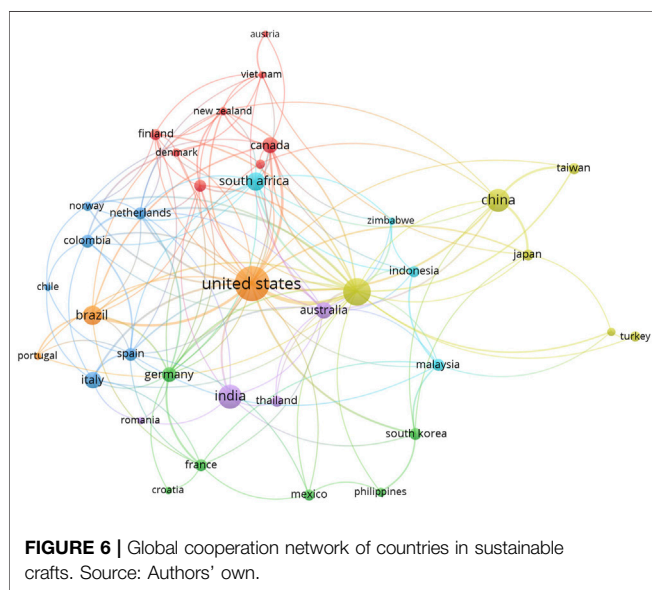 austria
viet nam
new zealand
finland
canada
denmark
south africa
taiwan
china
norway
netherlands
zimbabwe
colombia
japan
indonesia
chile
united states
australia
brazil
turkey
portugal
spain
malaysia
italy
germany
india
thailand
romania
south korea
france
croatia
mexico
philippines
FIGURE 6 | Global cooperation network of countries in sustainable
crafts. Source: Authors' own.